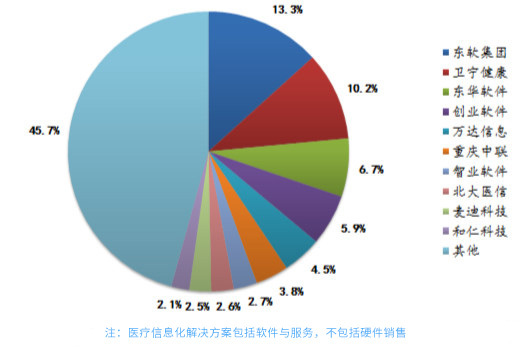 13.3%
东软集团
卫宁健康
10.2%
东华软件
创业软件
45.7%
万达信息
重庆中联
6.7%
智业软件
北大医信
麦迪科技
5.9%
和仁科技
其他
4.5%
3.8%
2.7%
2.6%
2.5%
2.1%
注：医疗信息化解决方案包括软件与服务，不包括硬件销售